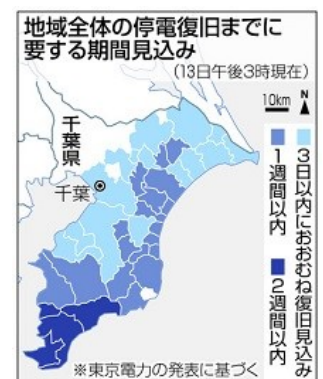 地域全体の停電復旧までに
要する期間見込み
(13日午後3時現在)
10km N
千葉県
千葉
3日以内におおむね復旧見込み
1週間以内
2週間以内
※東京電力の発表に基づく